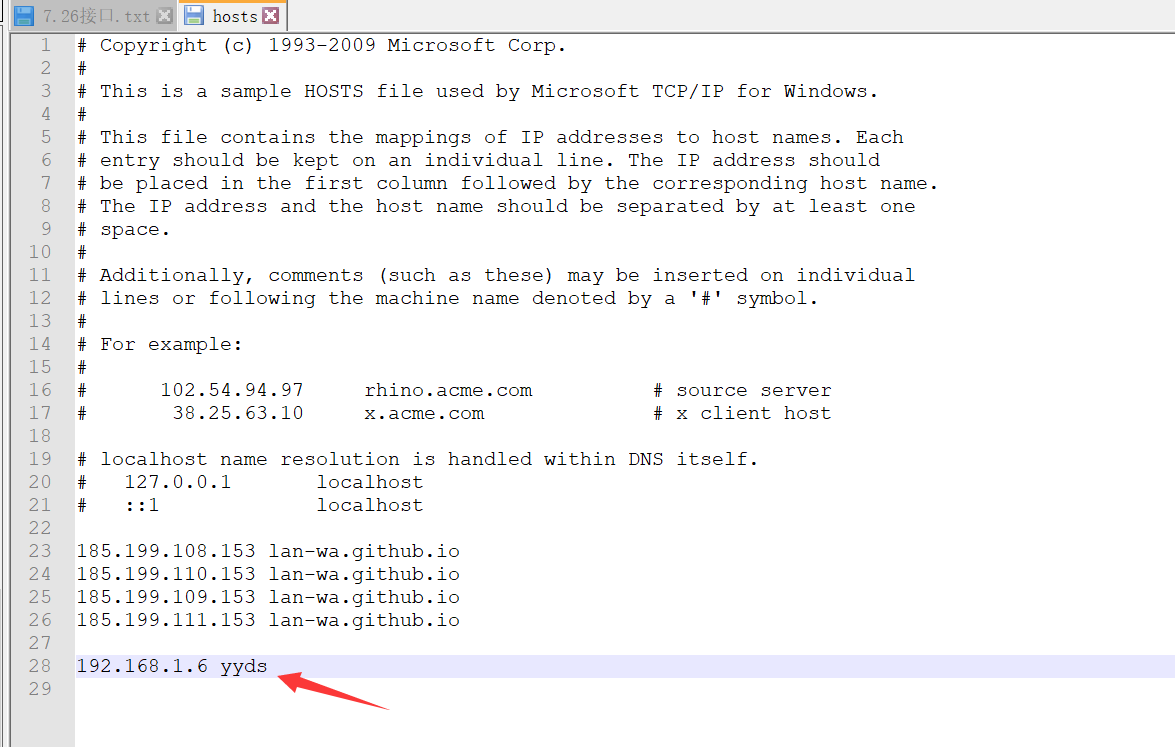 7.26接口.txt hosts
1 # Copyright (c) 1993-2009 Microsoft Corp.
2 #
3 # This is a sample HOSTS file used by Microsoft TCP/IP for Windows.
4 #
5 # This file contains the mappings of IP addresses to host names. Each
6 # entry should be kept on an individual line. The IP address should
7 # be placed in the first column followed by the corresponding host name.
8 # The IP address and the host name should be separated by at least one
9 # space.
10 #
11 # Additionally, comments (such as these) may be inserted on individual
12 # lines or following the machine name denoted by a '#' symbol.
13 #
14 # For example:
15 #
16 #      102.54.94.97     rhino.acme.com          # source server
17 #       38.25.63.10     x.acme.com              # x client host
18
19 # localhost name resolution is handled within DNS itself.
20 #   127.0.0.1       localhost
21 #   ::1             localhost
22
23 185.199.108.153 lan-wa.github.io
24 185.199.110.153 lan-wa.github.io
25 185.199.109.153 lan-wa.github.io
26 185.199.111.153 lan-wa.github.io
27
28 192.168.1.6 yyds
29